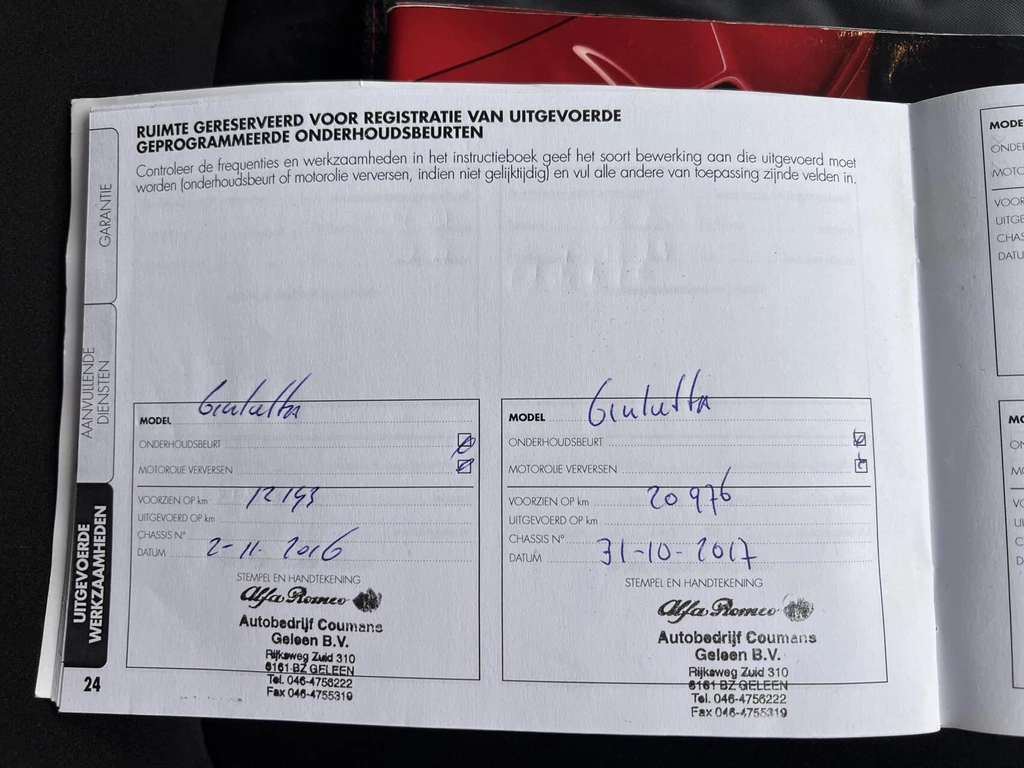 RUIMTE GERESERVEERD VOOR REGISTRATIE VAN UITGEVOERDE
GEPROGRAMMEERDE ONDERHOUDSBEURTEN
Controleer de frequenties en werkzaamheden in het instructieboek geef het soort bewerking aan die uitgevoerd moet
worden (onderhoudsbeurt of motorolie verversen, indien niet gelijktijdig) en vul alle andere van toepassing zijnde velden in.
GARANTIE
AANVULLENDE
DIENSTEN
UITGEVOERDE
WERKZAAMHEDEN
24
MODEL Giulietta
ONDERHOUDSBEURT
MOTOROLIE VERVERSEN
VOORZIEN OP km 12193
UITGEVOERD OP km
CHASSIS N°
DATUM 2-11-2016
STEMPEL EN HANDTEKENING
Alfa Romeo
Autobedrijf Coumans
Geleen B.V.
Rijksweg Zuid 310
6161 BZ GELEEN
Tel. 046-4756222
Fax 046-4755319
MODEL Giulietta
ONDERHOUDSBEURT
MOTOROLIE VERVERSEN
VOORZIEN OP km 20976
UITGEVOERD OP km
CHASSIS N°
DATUM 31-10-2017
STEMPEL EN HANDTEKENING
Alfa Romeo
Autobedrijf Coumans
Geleen B.V.
Rijksweg Zuid 310
6161 BZ GELEEN
Tel. 046-4756222
Fax 046-4755319